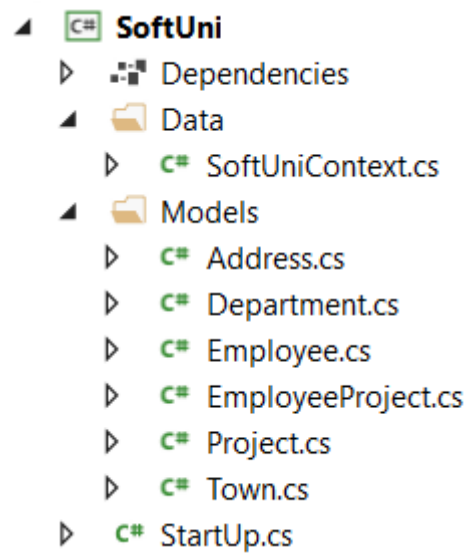 C# SoftUni
Dependencies
Data
C# SoftUniContext.cs
Models
C# Address.cs
C# Department.cs
C# Employee.cs
C# EmployeeProject.cs
C# Project.cs
C# Town.cs
C# StartUp.cs